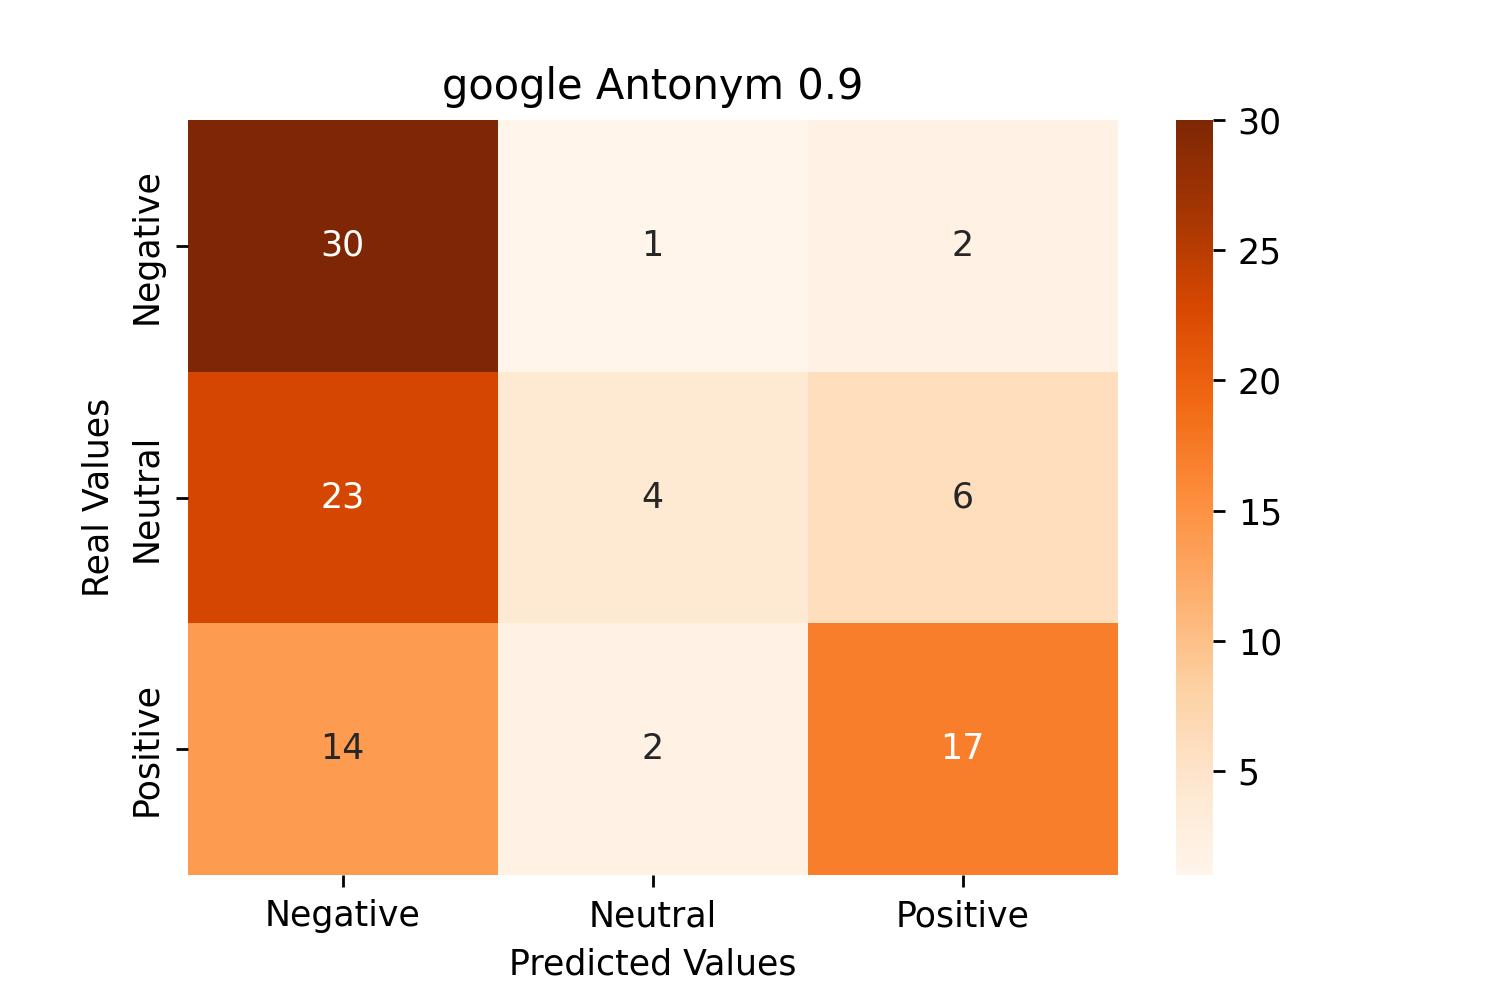 google Antonym 0.9
Real Values
Negative
Neutral
Positive
30 1 2
23 4 6
14 2 17
Negative Neutral Positive
Predicted Values
30
25
20
15
10
5